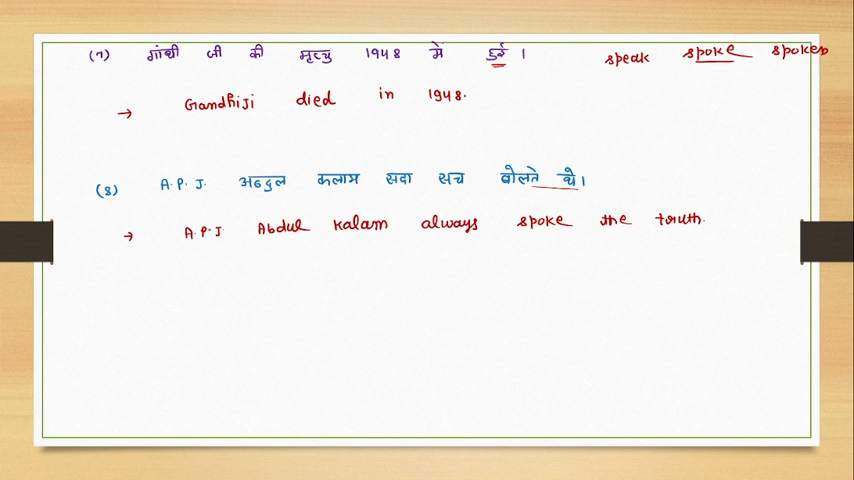 (7) गांधी जी की मृत्यु 1948 में हुई । speak spoke spoken
→ Gandhiji died in 1948.
(8) A.P.J. अब्दुल कलाम सदा सच बोलते थे।
→ A.P.J Abdul Kalam always spoke the truth.